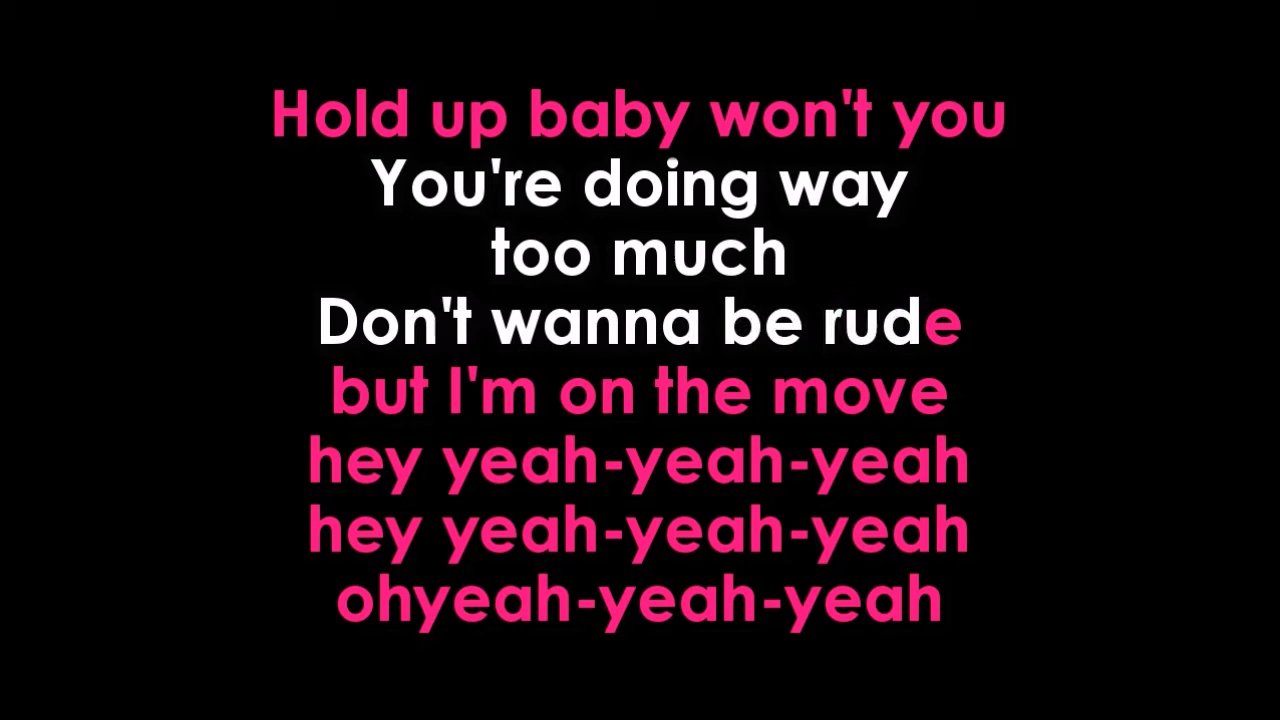 Hold up baby won't you
You're doing way
too much
Don't wanna be rude
but I'm on the move
hey yeah-yeah-yeah
hey yeah-yeah-yeah
ohyeah-yeah-yeah